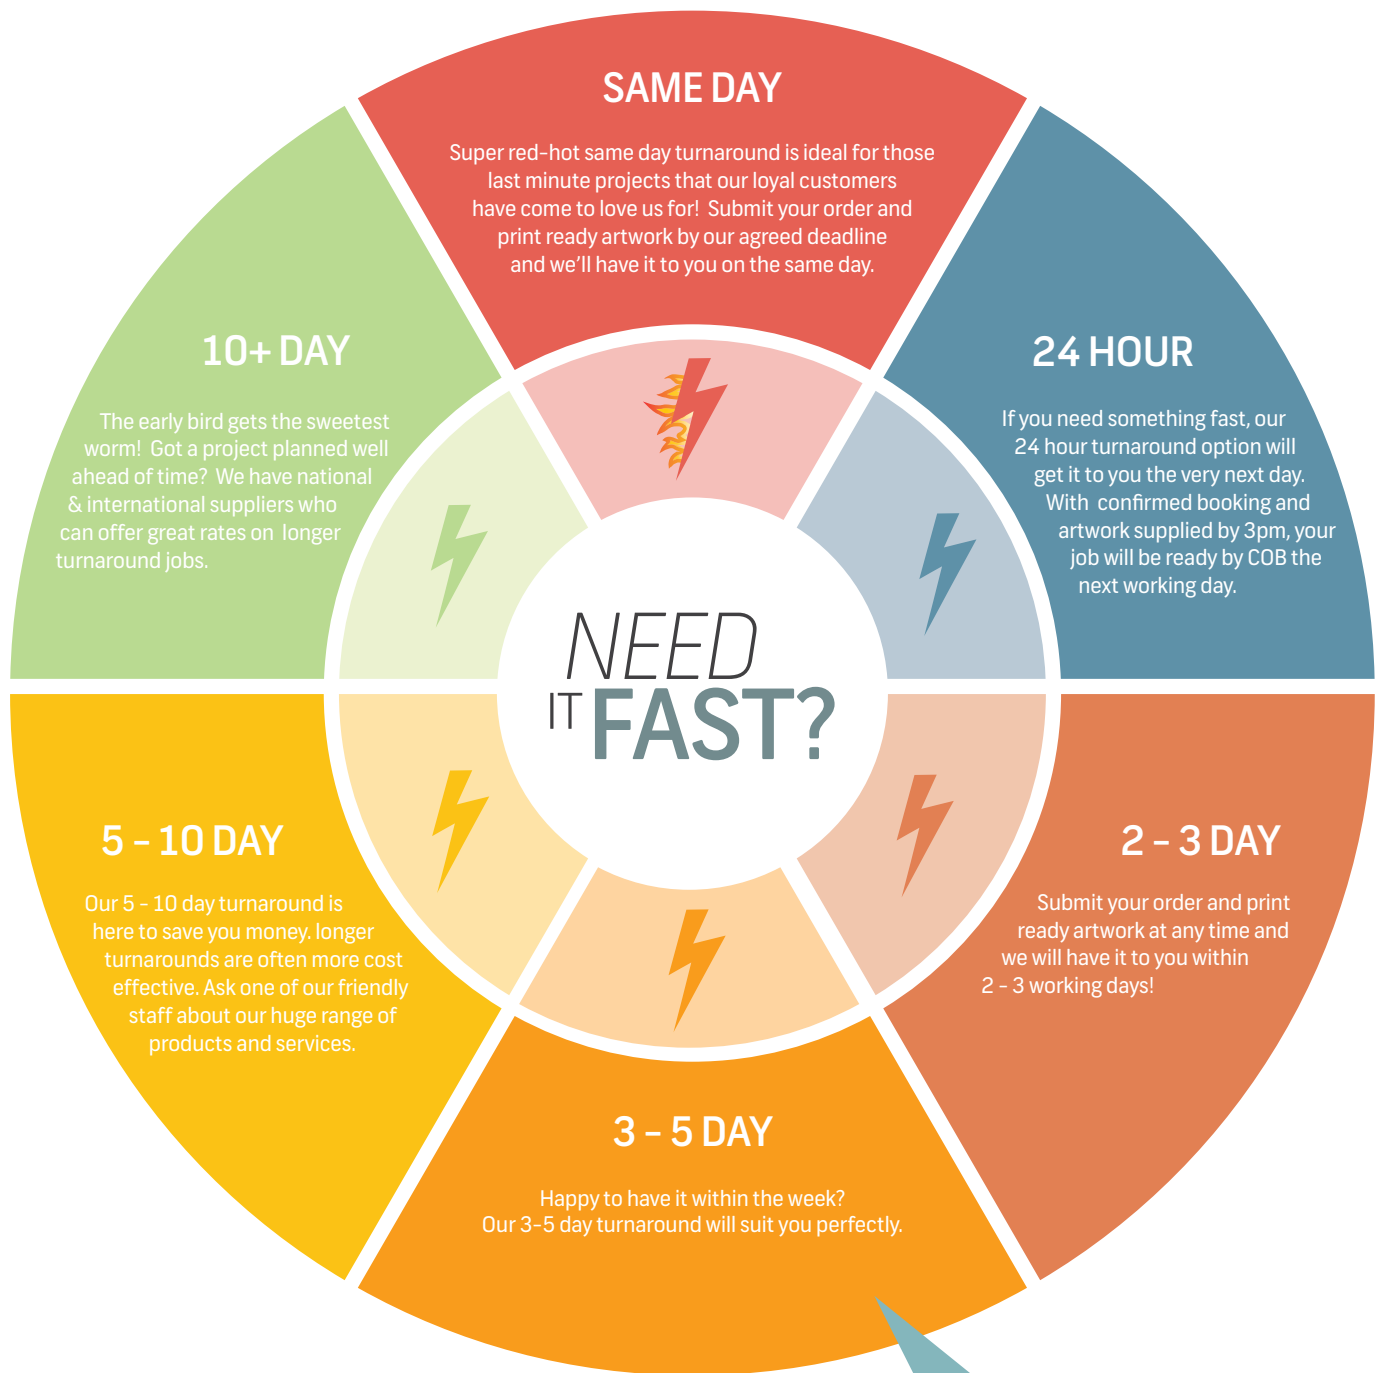 SAME DAY
Super red-hot same day turnaround is ideal for those
last minute projects that our loyal customers
have come to love us for! Submit your order and
print ready artwork by our agreed deadline
and we'll have it to you on the same day.
24 HOUR
If you need something fast, our
24 hour turnaround option will
get it to you the very next day.
With confirmed booking and
artwork supplied by 3pm, your
job will be ready by COB the
next working day.
2 - 3 DAY
Submit your order and print
ready artwork at any time and
we will have it to you within
2 - 3 working days!
3 - 5 DAY
Happy to have it within the week?
Our 3-5 day turnaround will suit you perfectly.
5 - 10 DAY
Our 5 - 10 day turnaround is
here to save you money. longer
turnarounds are often more cost
effective. Ask one of our friendly
staff about our huge range of
products and services.
10+ DAY
The early bird gets the sweetest
worm! Got a project planned well
ahead of time? We have national
& international suppliers who
can offer great rates on longer
turnaround jobs.
NEED
IT FAST?